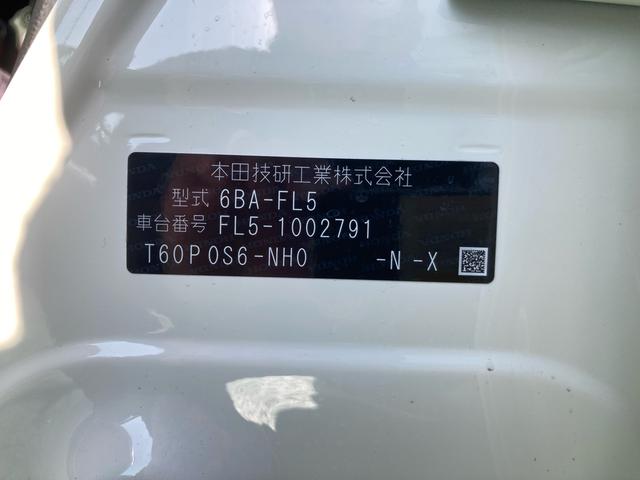 本田技研工業株式会社
型式 6BA-FL5
車台番号 FL5-1002791
T60P0S6-NH0 -N -X